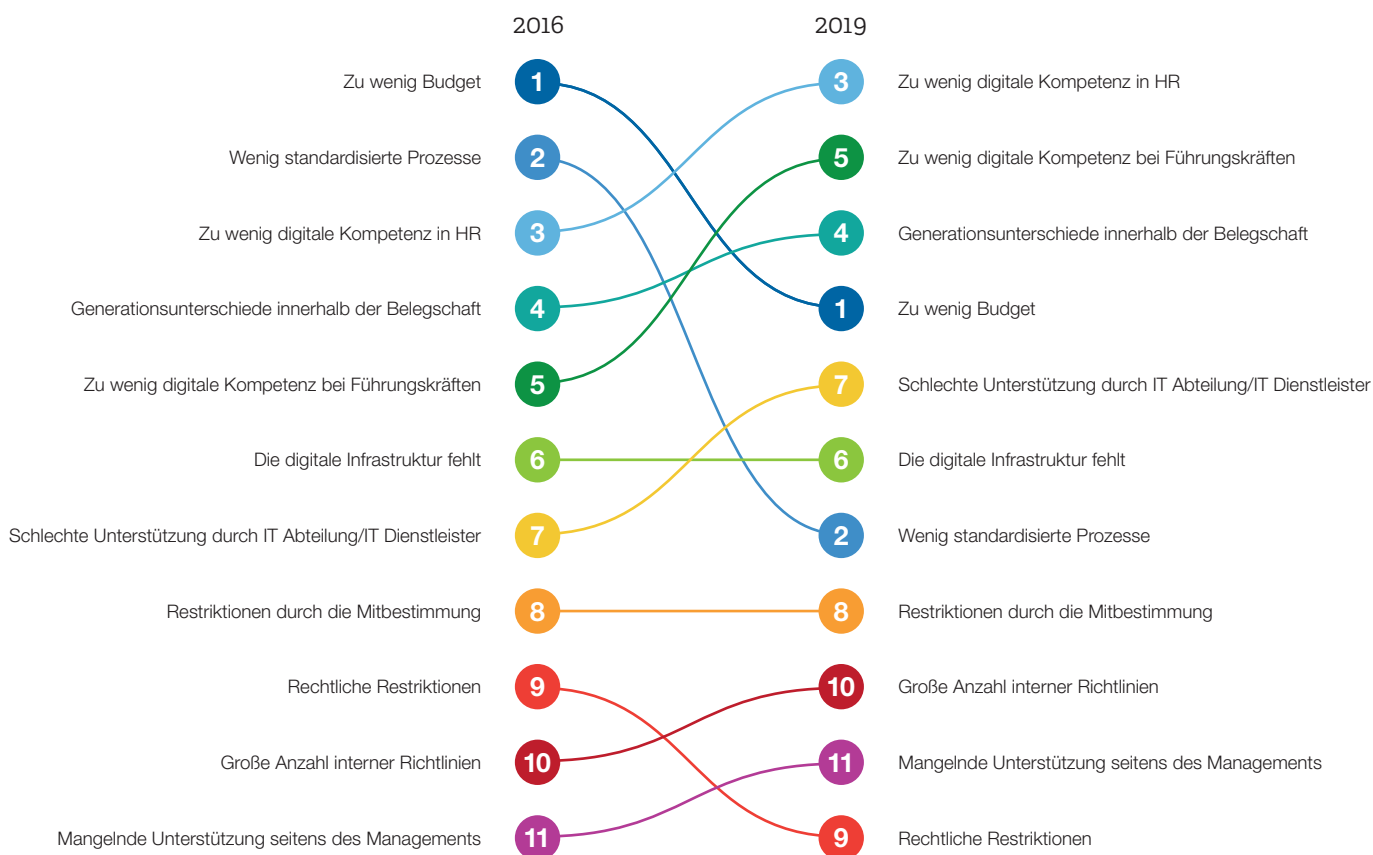 2016 2019
Zu wenig Budget 1 3 Zu wenig digitale Kompetenz in HR
Wenig standardisierte Prozesse 2 5 Zu wenig digitale Kompetenz bei Führungskräften
Zu wenig digitale Kompetenz in HR 3 4 Generationsunterschiede innerhalb der Belegschaft
Generationsunterschiede innerhalb der Belegschaft 4 1 Zu wenig Budget
Zu wenig digitale Kompetenz bei Führungskräften 5 7 Schlechte Unterstützung durch IT Abteilung/IT Dienstleister
Die digitale Infrastruktur fehlt 6 6 Die digitale Infrastruktur fehlt
Schlechte Unterstützung durch IT Abteilung/IT Dienstleister 7 2 Wenig standardisierte Prozesse
Restriktionen durch die Mitbestimmung 8 8 Restriktionen durch die Mitbestimmung
Rechtliche Restriktionen 9 10 Große Anzahl interner Richtlinien
Große Anzahl interner Richtlinien 10 11 Mangelnde Unterstützung seitens des Managements
Mangelnde Unterstützung seitens des Managements 11 9 Rechtliche Restriktionen